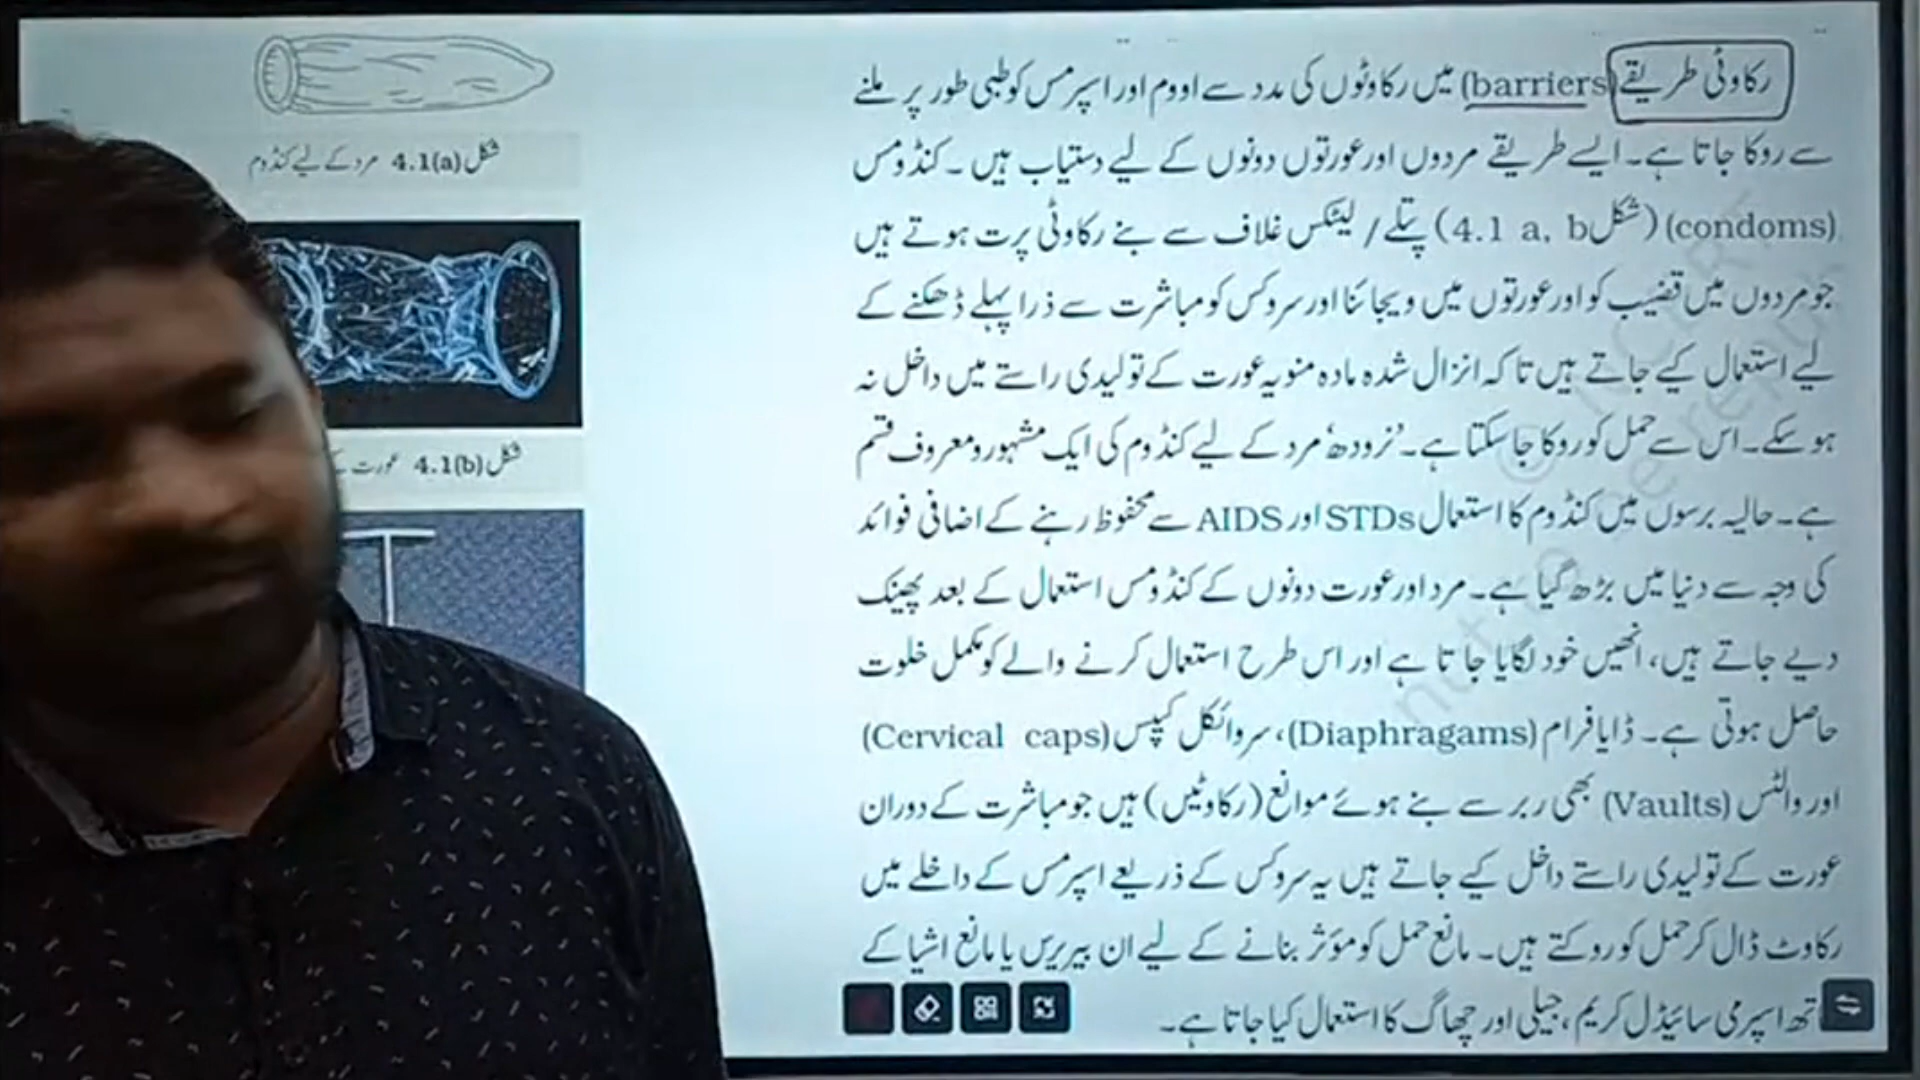 رکاوٹی طریقے (barriers) میں رکاوٹوں کی مدد سے اووم اور اسپرمس کو طبی طور پر ملنے
سے روکا جاتا ہے۔ ایسے طریقے مردوں اور عورتوں دونوں کے لیے دستیاب ہیں۔ کنڈومس
(condoms) (شکل 4.1 a, b) پتلے / لیٹکس غلاف سے بنے رکاوٹی پرت ہوتے ہیں
جو مردوں میں قضیب کو اور عورتوں میں ویجائنا اور سروکس کو مباشرت سے ذرا پہلے ڈھکنے کے
لیے استعمال کیے جاتے ہیں تاکہ انزال شدہ مادہ منویہ عورت کے تولیدی راستے میں داخل نہ
ہو سکے۔ اس سے حمل کو روکا جا سکتا ہے۔ 'نرودھ' مرد کے لیے کنڈوم کی ایک مشہور و معروف قسم
ہے۔ حالیہ برسوں میں کنڈوم کا استعمال STDs اور AIDS سے محفوظ رہنے کے اضافی فوائد
کی وجہ سے دنیا میں بڑھ گیا ہے۔ مرد اور عورت دونوں کے کنڈومس استعمال کے بعد پھینک
دیے جاتے ہیں، انھیں خود لگایا جاتا ہے اور اس طرح استعمال کرنے والے کو مکمل خلوت
حاصل ہوتی ہے۔ ڈایافرام (Diaphragams)، سروائکل کیپس (Cervical caps)
اور والٹس (Vaults) بھی ربر سے بنے ہوئے موانع (رکاوٹیں) ہیں جو مباشرت کے دوران
عورت کے تولیدی راستے داخل کیے جاتے ہیں یہ سروکس کے ذریعے اسپرمس کے داخلے میں
رکاوٹ ڈال کر حمل کو روکتے ہیں۔ مانع حمل کو مؤثر بنانے کے لیے ان بیریرس یا مانع اشیا کے
تھ اسپرمی سائیڈل کریم، جیلی اور جھاگ کا استعمال کیا جاتا ہے۔
شکل 4.1(a) مرد کے لیے کنڈوم
شکل 4.1(b) عورت